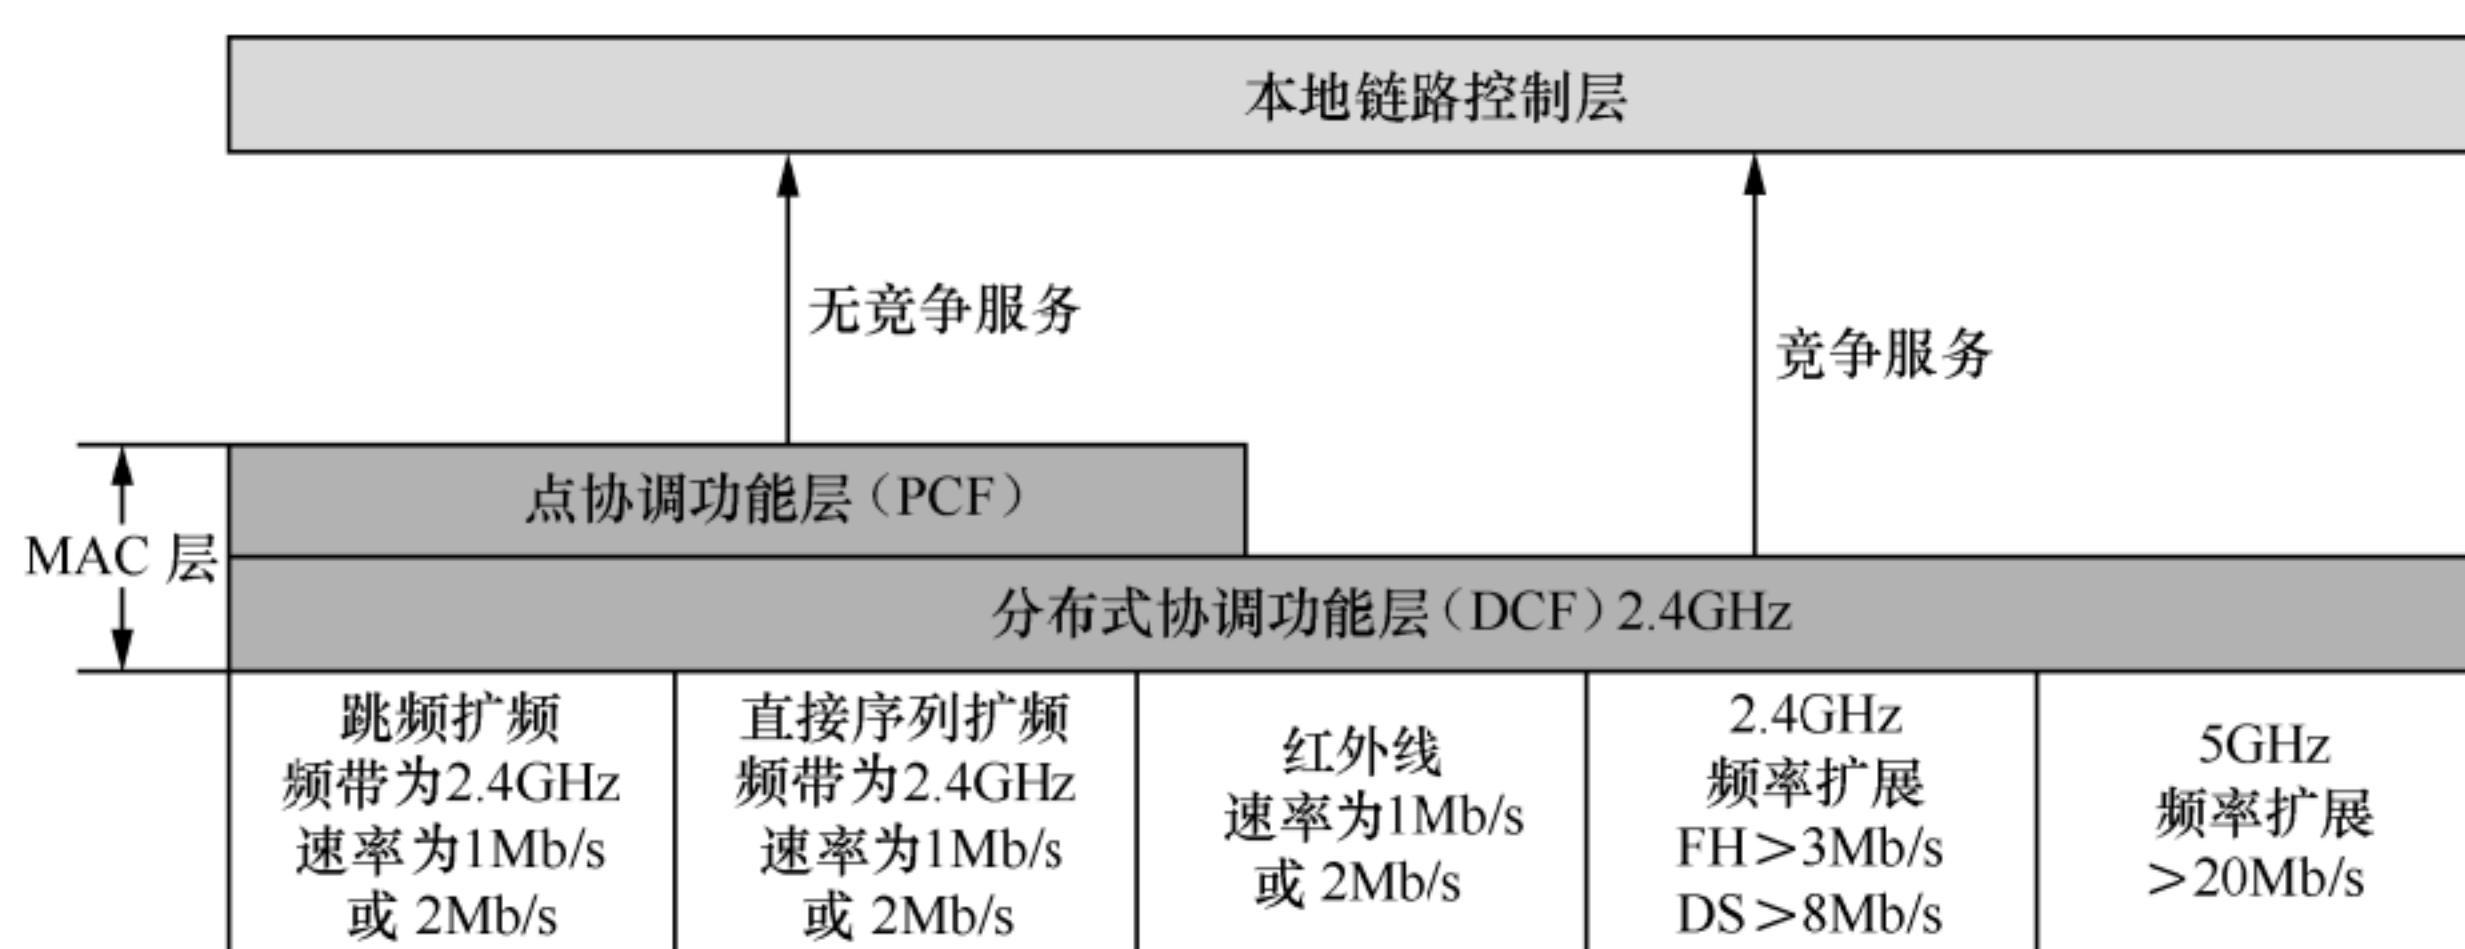 本地链路控制层
无竞争服务
竞争服务
点协调功能层（PCF）
MAC 层
分布式协调功能层（DCF）2.4GHz
跳频扩频
频带为2.4GHz
速率为1Mb/s
或 2Mb/s
直接序列扩频
频带为2.4GHz
速率为1Mb/s
或 2Mb/s
红外线
速率为1Mb/s
或 2Mb/s
2.4GHz
频率扩展
FH＞3Mb/s
DS＞8Mb/s
5GHz
频率扩展
＞20Mb/s